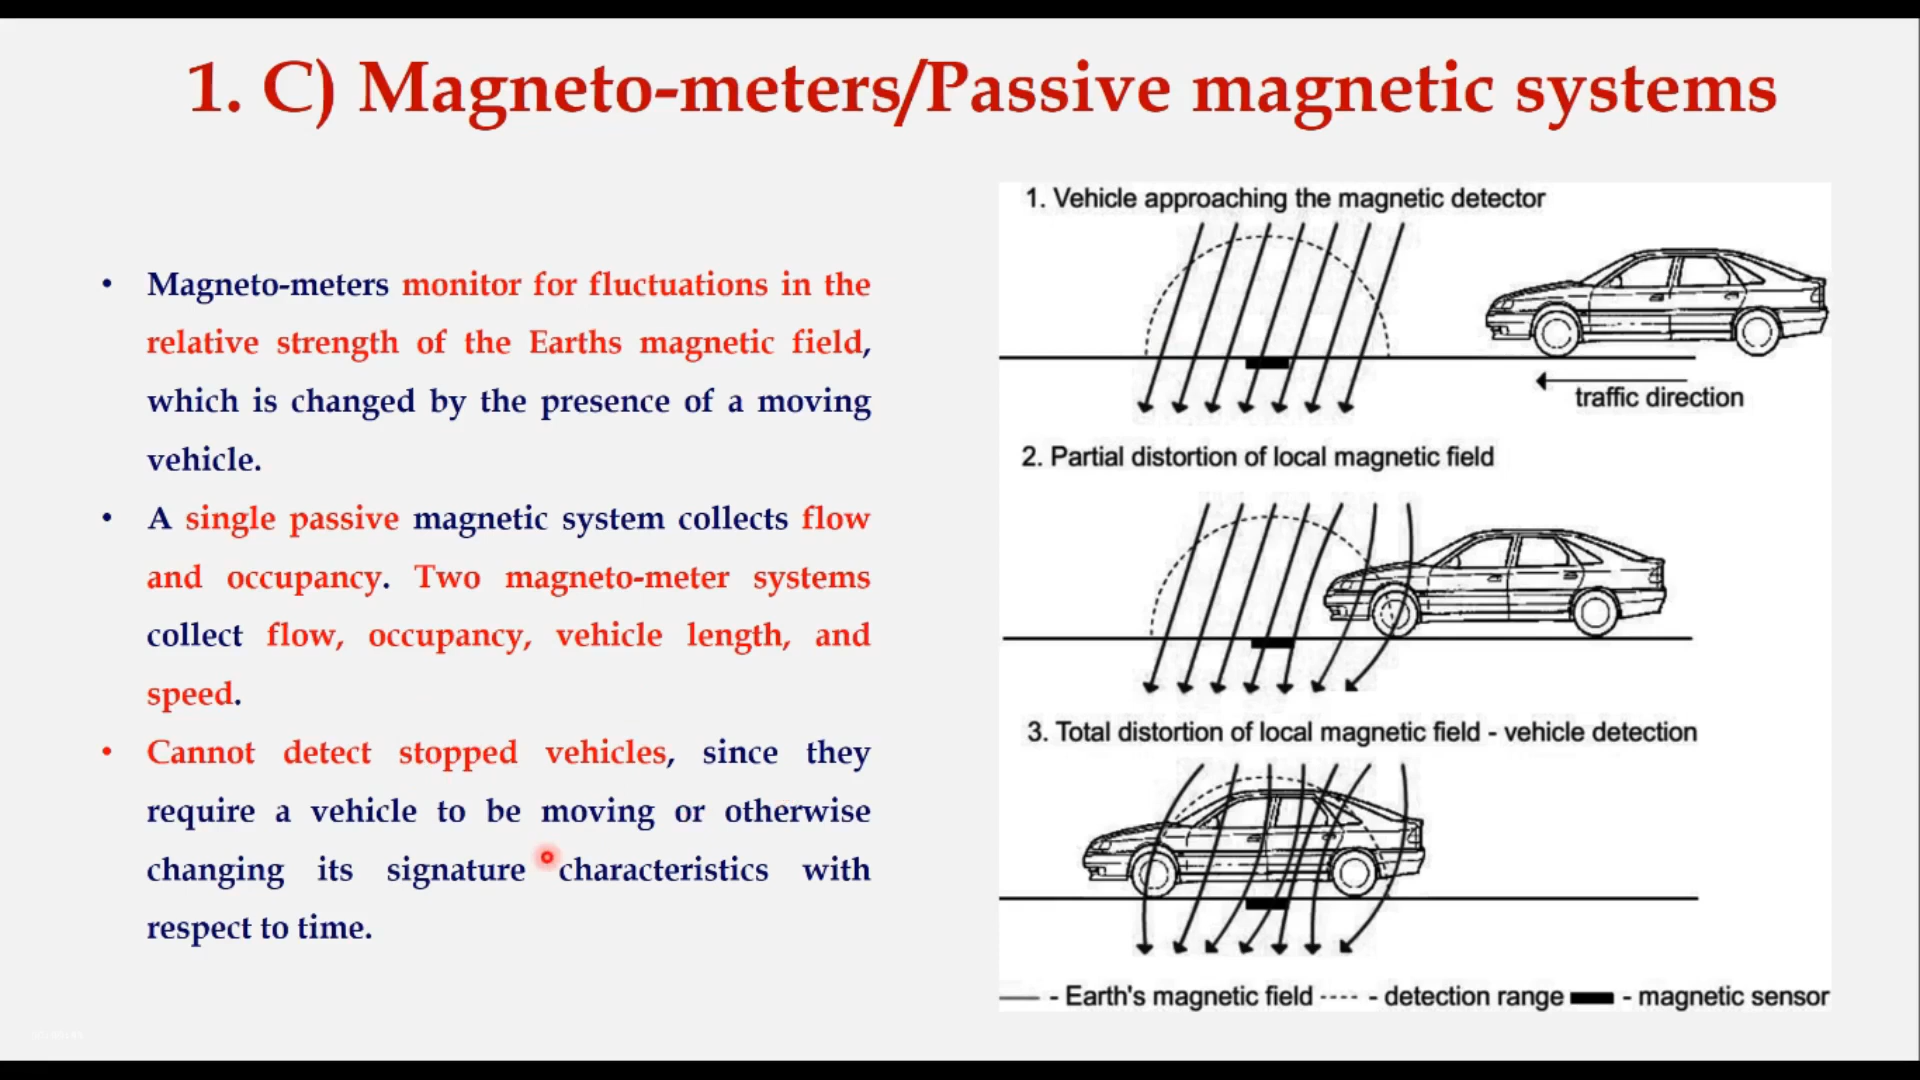 1. C) Magneto-meters/Passive magnetic systems
• Magneto-meters monitor for fluctuations in the
relative strength of the Earths magnetic field,
which is changed by the presence of a moving
vehicle.
• A single passive magnetic system collects flow
and occupancy. Two magneto-meter systems
collect flow, occupancy, vehicle length, and
speed.
• Cannot detect stopped vehicles, since they
require a vehicle to be moving or otherwise
changing its signature characteristics with
respect to time.
1. Vehicle approaching the magnetic detector
traffic direction
2. Partial distortion of local magnetic field
3. Total distortion of local magnetic field - vehicle detection
- Earth's magnetic field - detection range - magnetic sensor